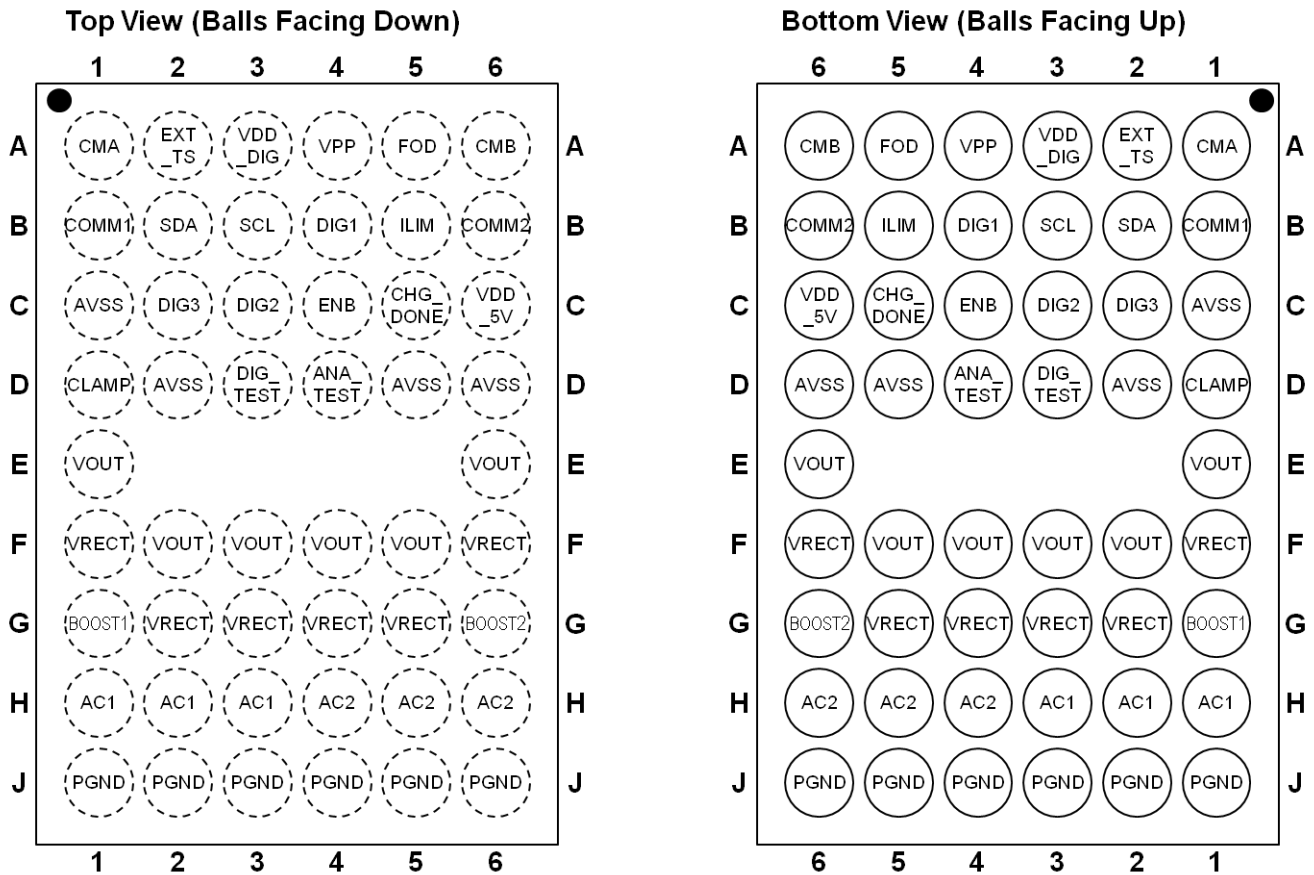 Top View (Balls Facing Down)
1 2 3 4 5 6
A CMA EXT_TS VDD_DIG VPP FOD CMB A
B COMM1 SDA SCL DIG1 ILIM COMM2 B
C AVSS DIG3 DIG2 ENB CHG_DONE VDD_5V C
D CLAMP AVSS DIG_TEST ANA_TEST AVSS AVSS D
E VOUT VOUT E
F VRECT VOUT VOUT VOUT VOUT VRECT F
G BOOST1 VRECT VRECT VRECT VRECT BOOST2 G
H AC1 AC1 AC1 AC2 AC2 AC2 H
J PGND PGND PGND PGND PGND PGND J
1 2 3 4 5 6
Bottom View (Balls Facing Up)
6 5 4 3 2 1
A CMB FOD VPP VDD_DIG EXT_TS CMA A
B COMM2 ILIM DIG1 SCL SDA COMM1 B
C VDD_5V CHG_DONE ENB DIG2 DIG3 AVSS C
D AVSS AVSS ANA_TEST DIG_TEST AVSS CLAMP D
E VOUT VOUT E
F VRECT VOUT VOUT VOUT VOUT VRECT F
G BOOST2 VRECT VRECT VRECT VRECT BOOST1 G
H AC2 AC2 AC2 AC1 AC1 AC1 H
J PGND PGND PGND PGND PGND PGND J
6 5 4 3 2 1